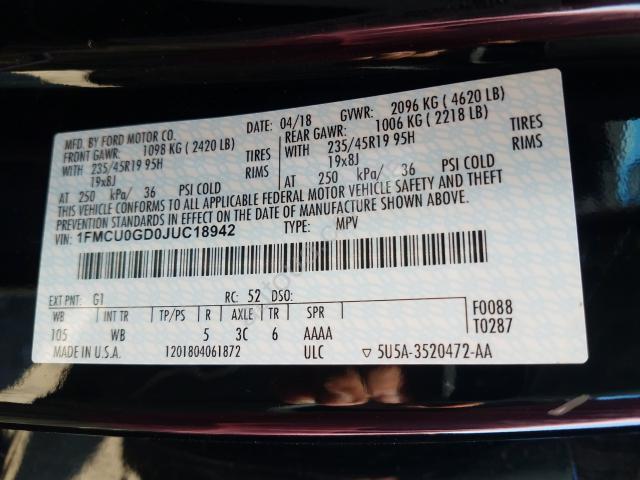 MFD. BY FORD MOTOR CO. DATE: 04/18 GVWR: 2096 KG ( 4620 LB)
FRONT GAWR: 1098 KG ( 2420 LB) REAR GAWR: 1006 KG ( 2218 LB)
WITH 235/45R19 95H TIRES WITH 235/45R19 95H TIRES
19x8J RIMS 19x8J RIMS
AT 250 kPa/ 36 PSI COLD AT 250 kPa/ 36 PSI COLD
THIS VEHICLE CONFORMS TO ALL APPLICABLE FEDERAL MOTOR VEHICLE SAFETY AND THEFT
PREVENTION STANDARDS IN EFFECT ON THE DATE OF MANUFACTURE SHOWN ABOVE.
VIN: 1FMCU0GD0JUC18942 TYPE: MPV
EXT PNT: G1 RC: 52 DSO:
WB INT TR TP/PS R AXLE TR SPR F0088
105 WB 5 3C 6 AAAA T0287
MADE IN U.S.A. 1201804061872 ULC ▽ 5U5A-3520472-AA